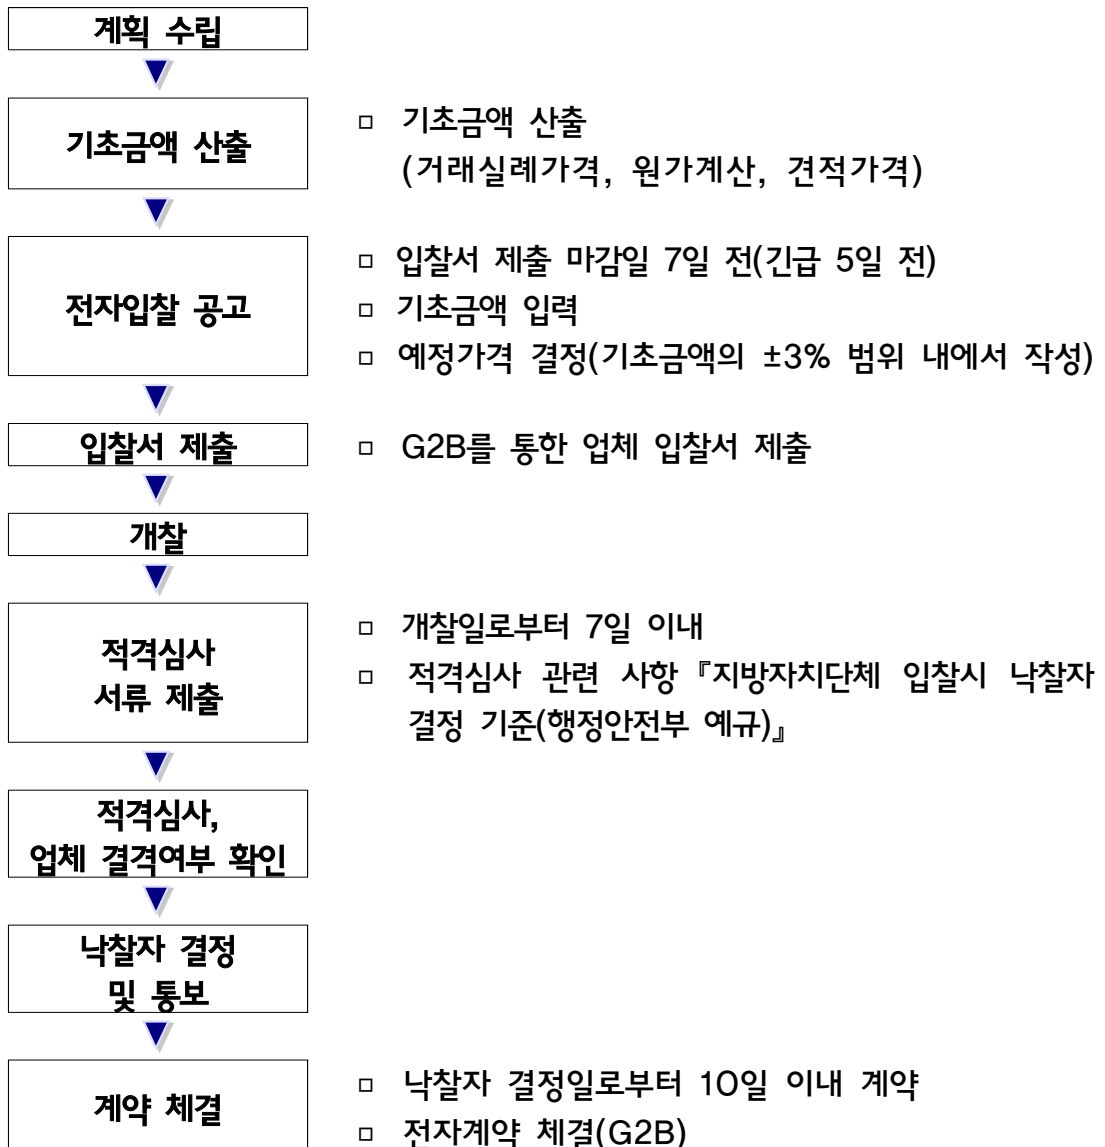 계획 수립
기초금액 산출
□ 기초금액 산출
(거래실례가격, 원가계산, 견적가격)
전자입찰 공고
□ 입찰서 제출 마감일 7일 전(긴급 5일 전)
□ 기초금액 입력
□ 예정가격 결정(기초금액의 ±3% 범위 내에서 작성)
입찰서 제출
□ G2B를 통한 업체 입찰서 제출
개찰
적격심사
서류 제출
□ 개찰일로부터 7일 이내
□ 적격심사 관련 사항『지방자치단체 입찰시 낙찰자
결정 기준(행정안전부 예규)』
적격심사,
업체 결격여부 확인
낙찰자 결정
및 통보
계약 체결
□ 낙찰자 결정일로부터 10일 이내 계약
□ 전자계약 체결(G2B)